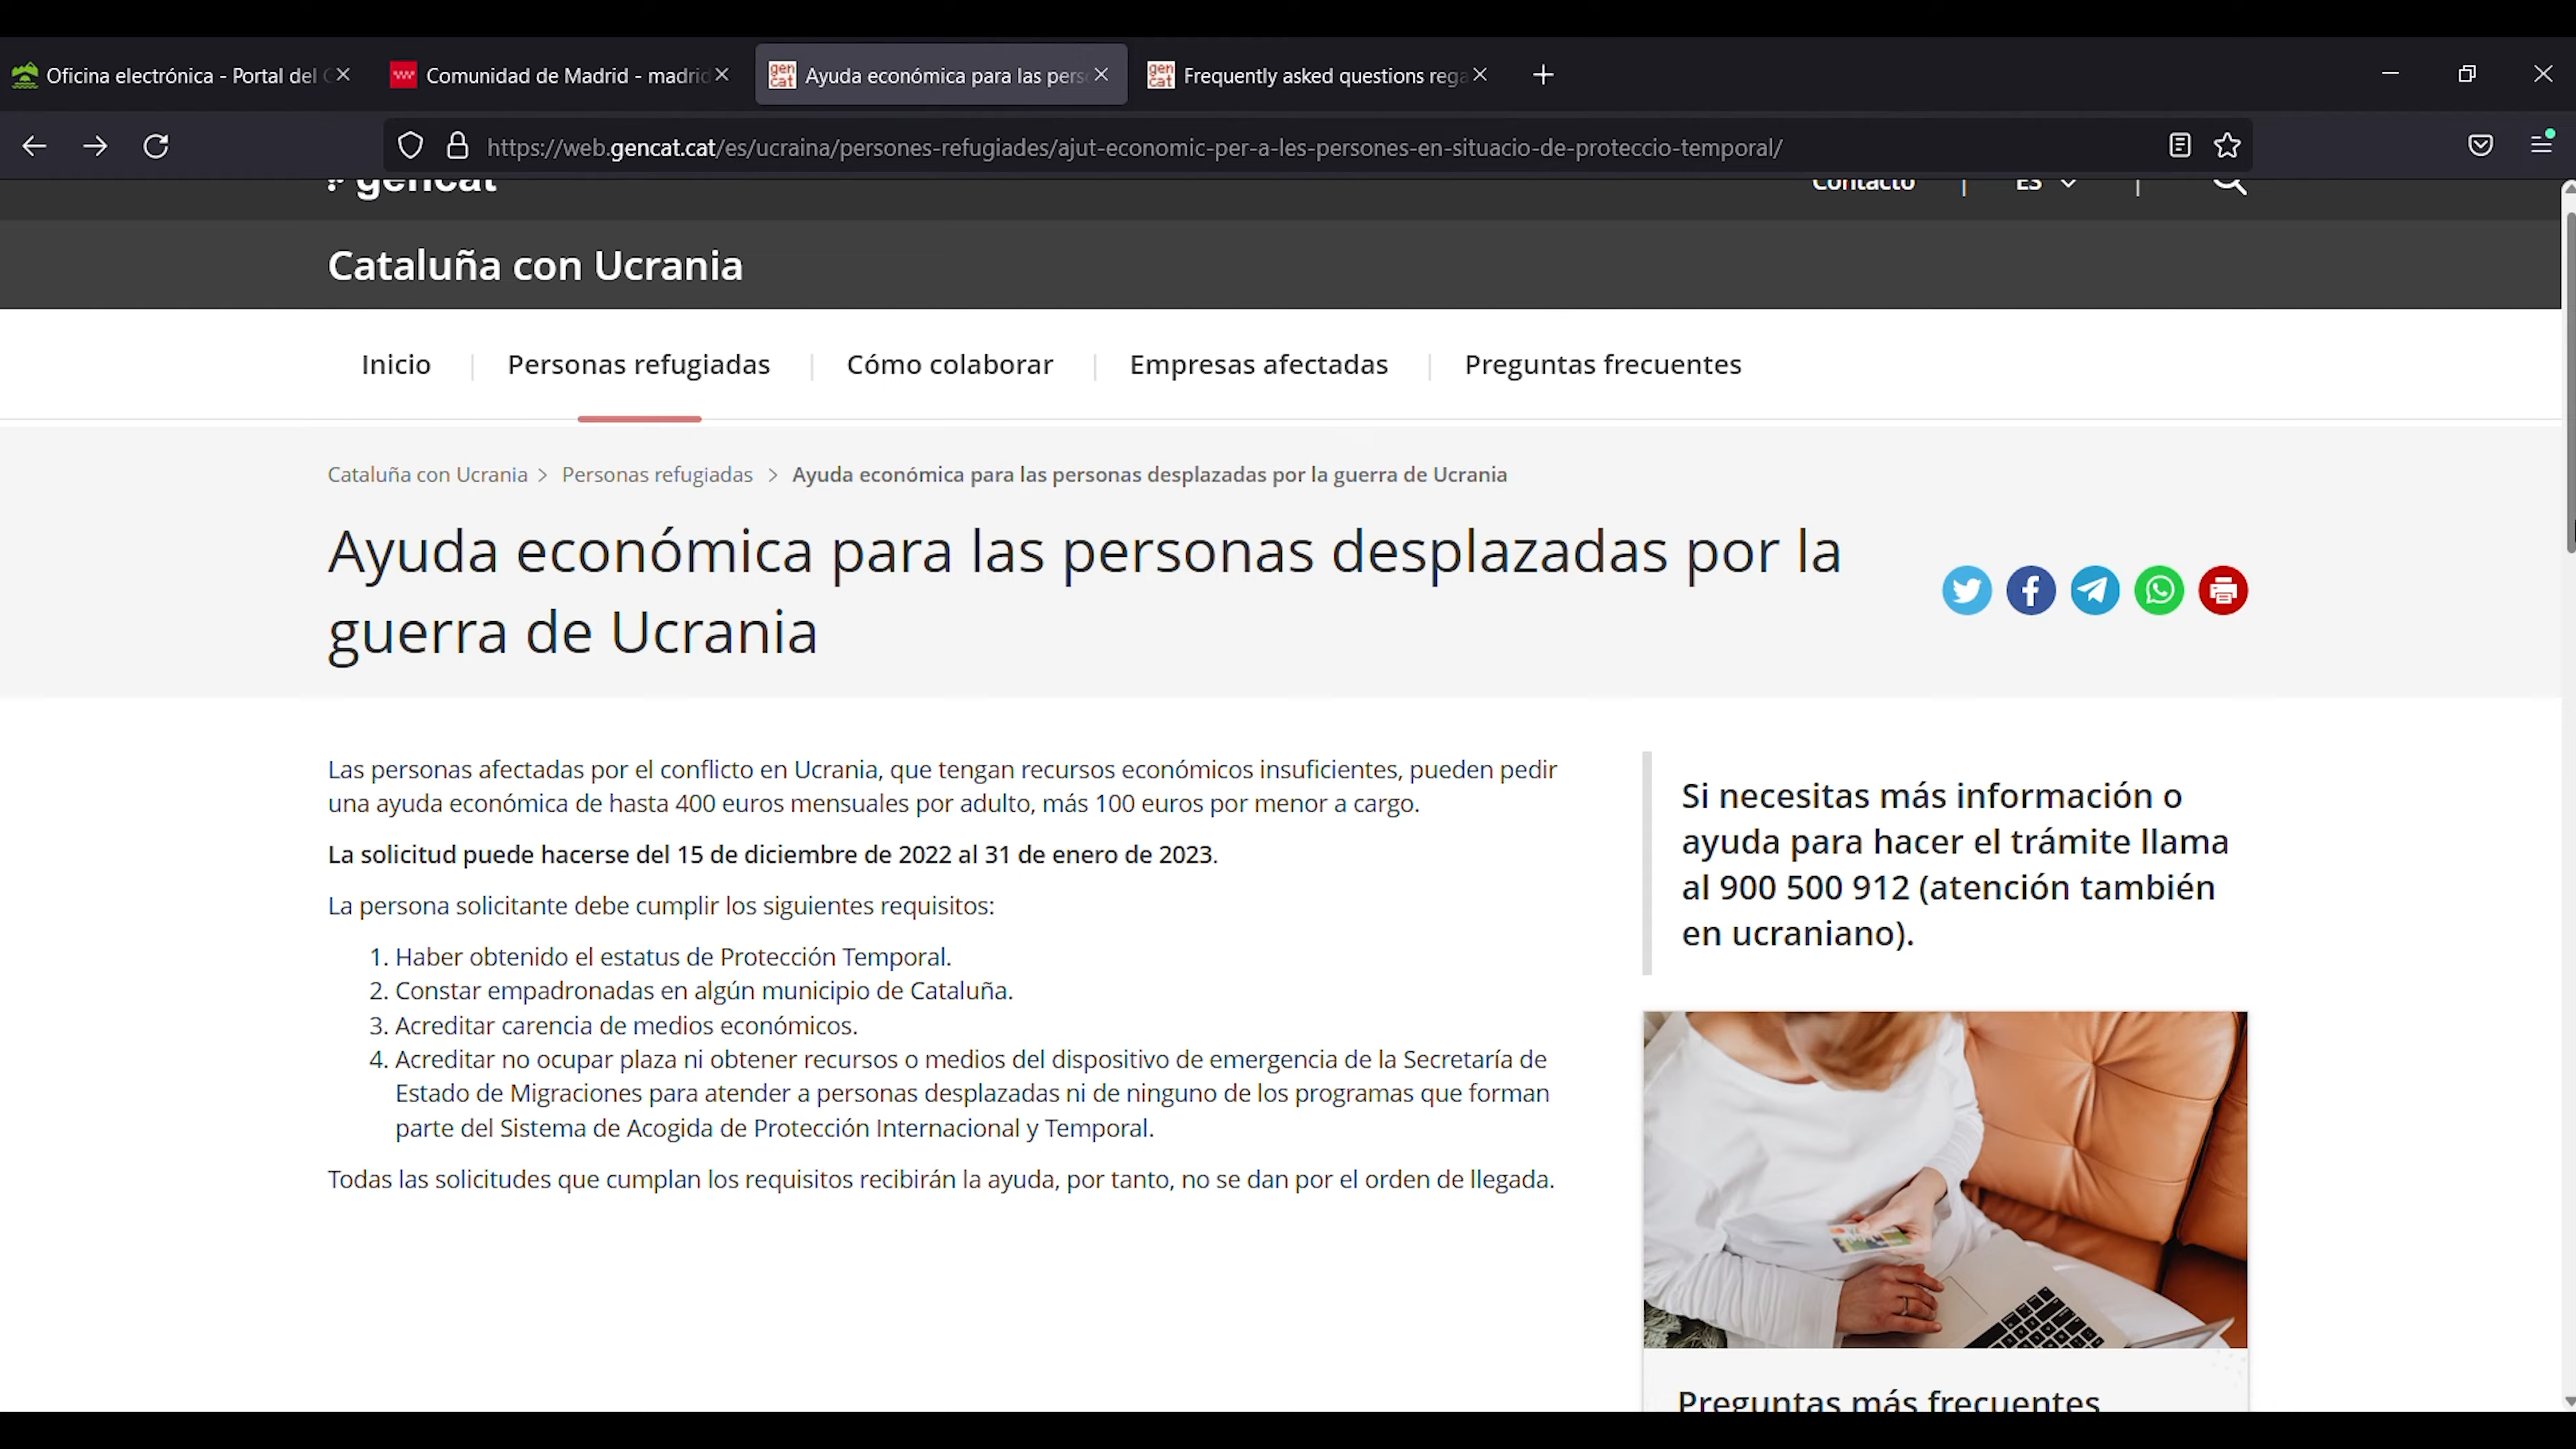 Oficina electrónica - Portal del C
Comunidad de Madrid - madrid
gen cat
Ayuda económica para las perso
gen cat
Frequently asked questions rega
https://web.gencat.cat/es/ucraina/persones-refugiades/ajut-economic-per-a-les-persones-en-situacio-de-proteccio-temporal/
gencat
Contacto
ES
Cataluña con Ucrania
Inicio
Personas refugiadas
Cómo colaborar
Empresas afectadas
Preguntas frecuentes
Cataluña con Ucrania > Personas refugiadas > Ayuda económica para las personas desplazadas por la guerra de Ucrania
Ayuda económica para las personas desplazadas por la
guerra de Ucrania
Las personas afectadas por el conflicto en Ucrania, que tengan recursos económicos insuficientes, pueden pedir
una ayuda económica de hasta 400 euros mensuales por adulto, más 100 euros por menor a cargo.
La solicitud puede hacerse del 15 de diciembre de 2022 al 31 de enero de 2023.
La persona solicitante debe cumplir los siguientes requisitos:
1. Haber obtenido el estatus de Protección Temporal.
2. Constar empadronadas en algún municipio de Cataluña.
3. Acreditar carencia de medios económicos.
4. Acreditar no ocupar plaza ni obtener recursos o medios del dispositivo de emergencia de la Secretaría de
Estado de Migraciones para atender a personas desplazadas ni de ninguno de los programas que forman
parte del Sistema de Acogida de Protección Internacional y Temporal.
Todas las solicitudes que cumplan los requisitos recibirán la ayuda, por tanto, no se dan por el orden de llegada.
Si necesitas más información o
ayuda para hacer el trámite llama
al 900 500 912 (atención también
en ucraniano).
Preguntas más frecuentes